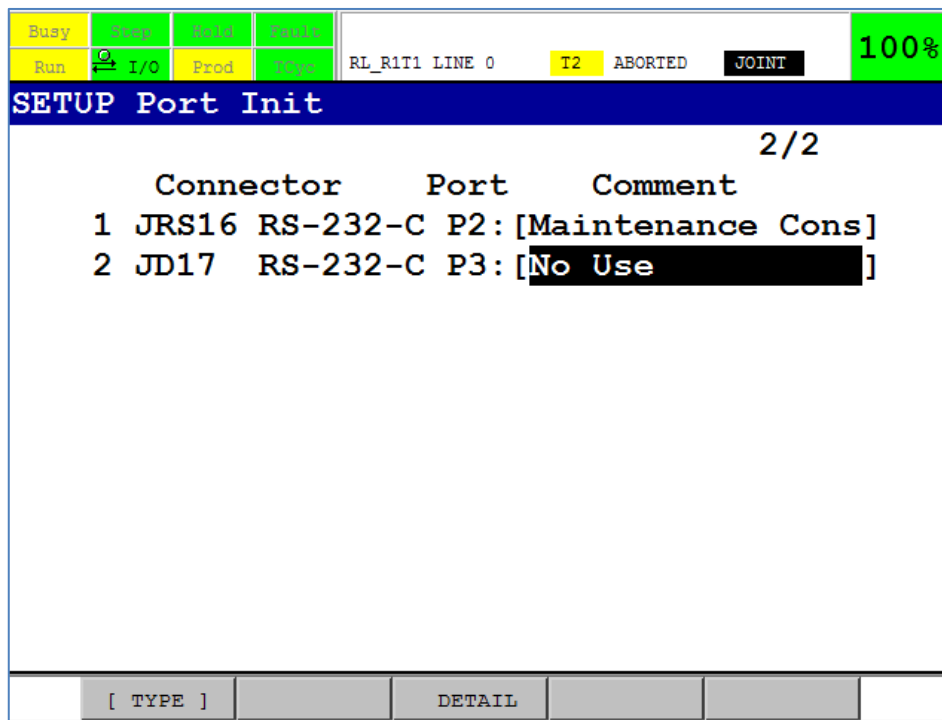 Busy Step Hold Fault
Run I/O Prod TCyc RL_R1T1 LINE 0 T2 ABORTED JOINT 100%
SETUP Port Init
2/2
Connector Port Comment
1 JRS16 RS-232-C P2:[Maintenance Cons]
2 JD17 RS-232-C P3:[No Use ]
[ TYPE ] DETAIL